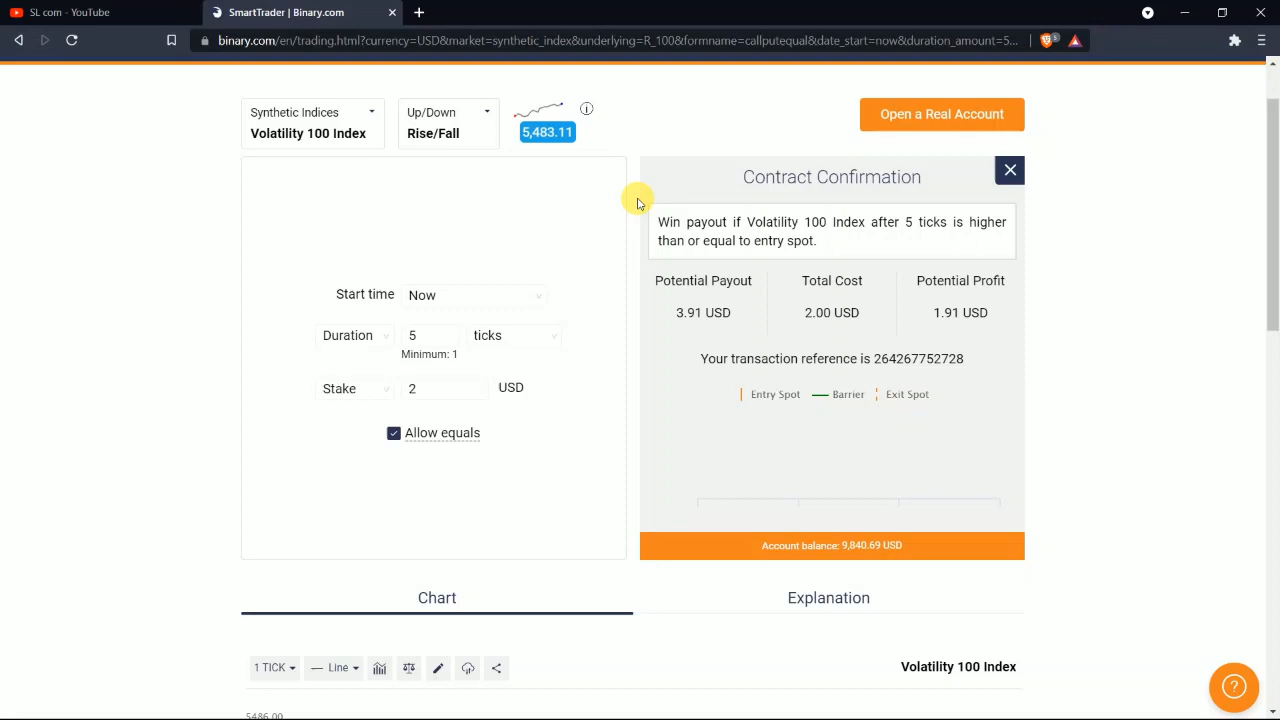 SL com - YouTube
SmartTrader | Binary.com
binary.com/en/trading.html?currency=USD&market=synthetic_index&underlying=R_100&formname=callputequal&date_start=now&duration_amount=5...
5
Synthetic Indices
Volatility 100 Index
Up/Down
Rise/Fall
5,483.11
Open a Real Account
Contract Confirmation
Win payout if Volatility 100 Index after 5 ticks is higher
than or equal to entry spot.
Potential Payout
Total Cost
Potential Profit
3.91 USD
2.00 USD
1.91 USD
Start time
Now
Duration
5
ticks
Minimum: 1
Stake
2
USD
Allow equals
Your transaction reference is 264267752728
Entry Spot
Barrier
Exit Spot
Account balance: 9,840.69 USD
Chart
Explanation
1 TICK
Line
Volatility 100 Index
5486.00
?